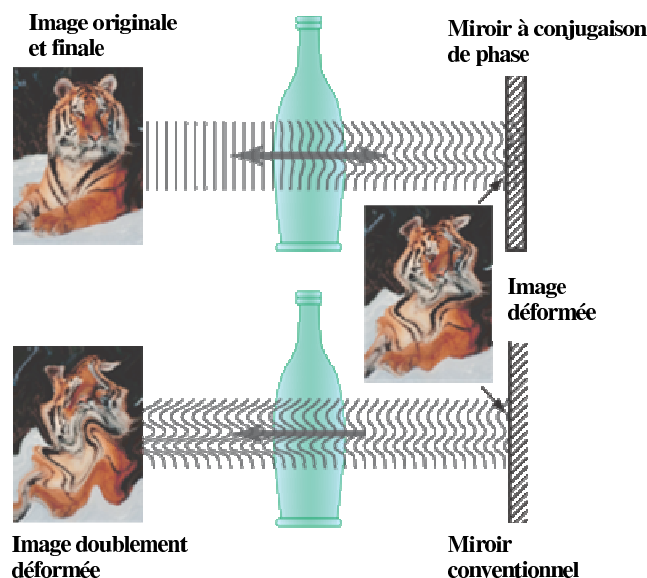 Image originale
et finale
Miroir à conjugaison
de phase
Image
déformée
Image doublement
déformée
Miroir
conventionnel